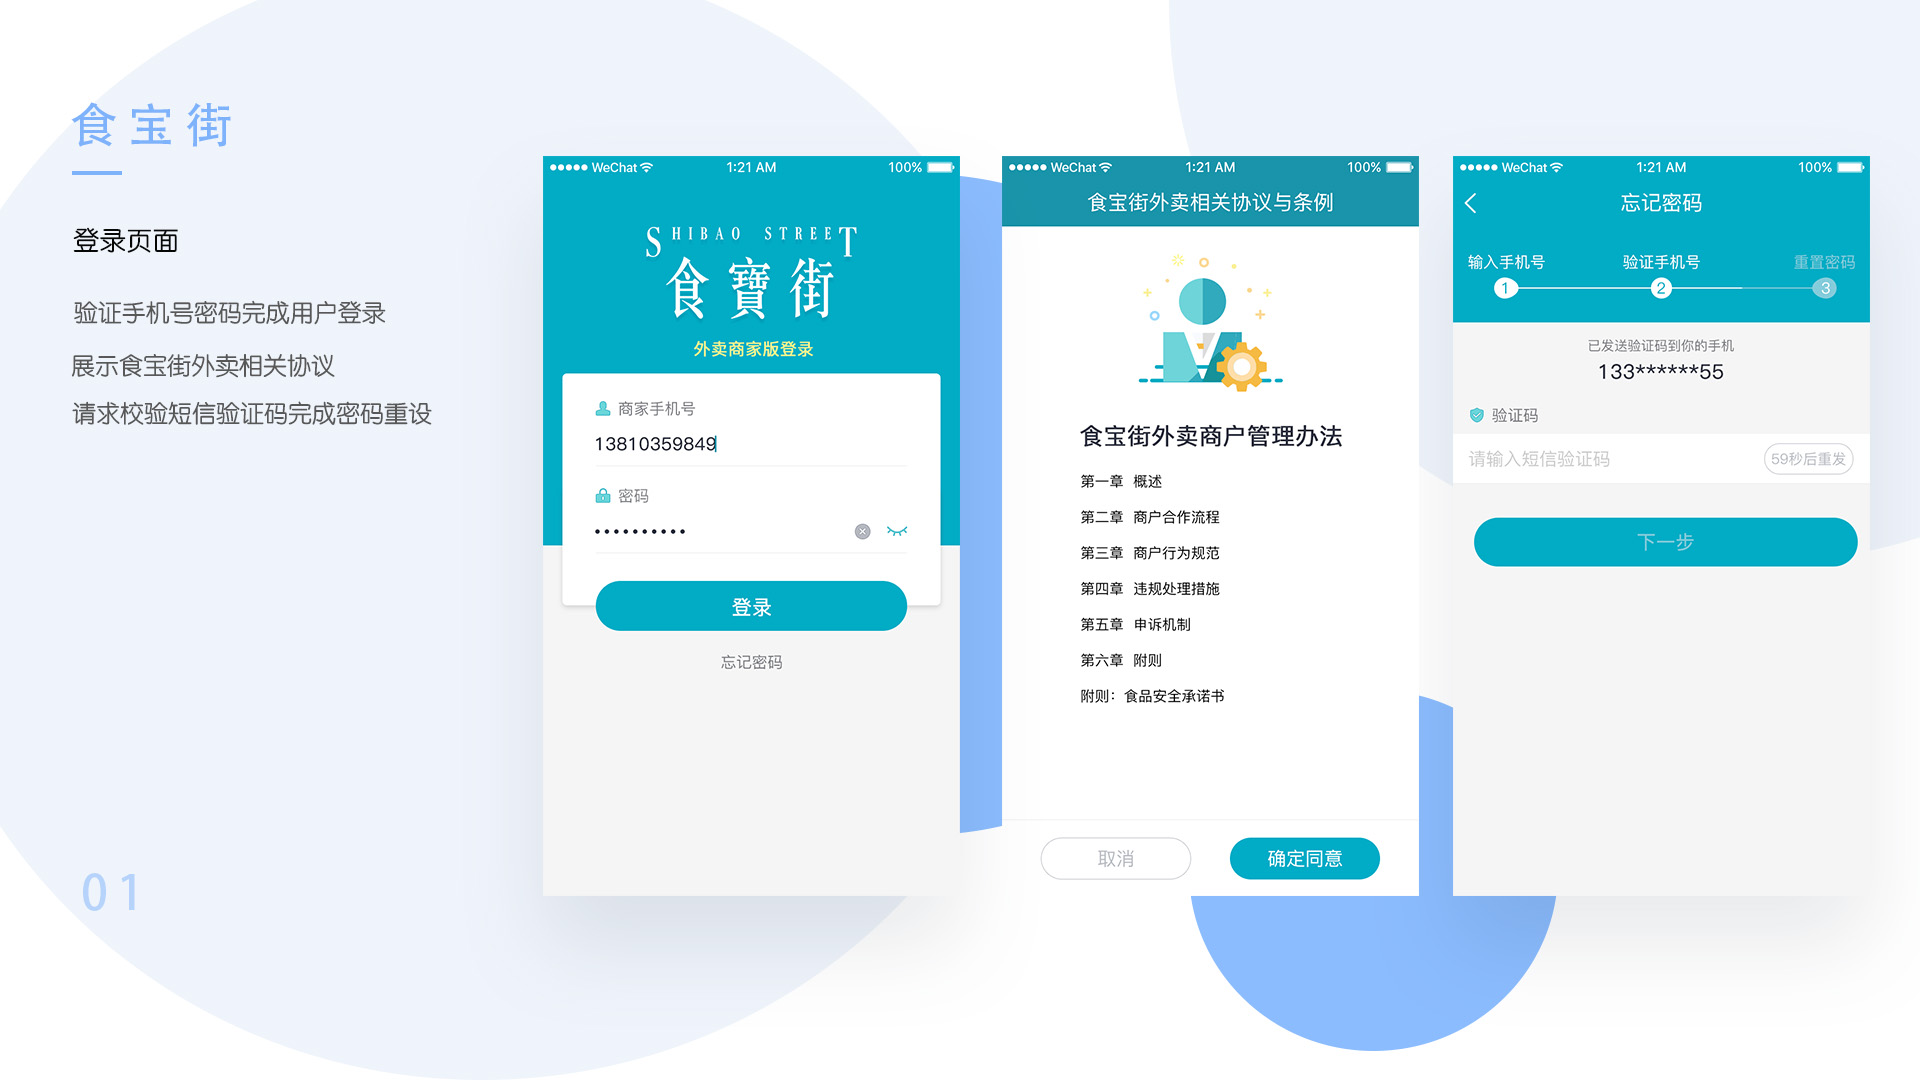 食宝街
登录页面
验证手机号密码完成用户登录
展示食宝街外卖相关协议
请求校验短信验证码完成密码重设
01
WeChat 1:21 AM 100%
SHIBAO STREET
食寶街
外卖商家版登录
商家手机号
13810359849
密码
••••••••••
登录
忘记密码
WeChat 1:21 AM 100%
食宝街外卖相关协议与条例
食宝街外卖商户管理办法
第一章 概述
第二章 商户合作流程
第三章 商户行为规范
第四章 违规处理措施
第五章 申诉机制
第六章 附则
附则：食品安全承诺书
取消 确定同意
WeChat 1:21 AM 100%
忘记密码
输入手机号 验证手机号 重置密码
1 2 3
已发送验证码到你的手机
133******55
验证码
请输入短信验证码 59秒后重发
下一步